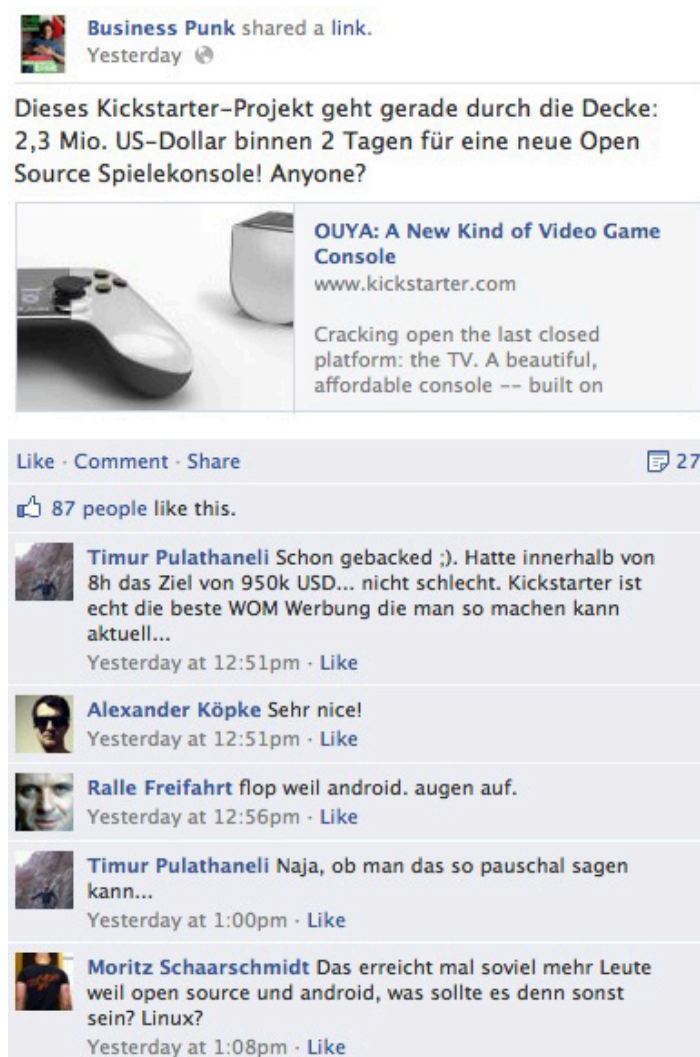 Business Punk shared a link.
Yesterday
Dieses Kickstarter-Projekt geht gerade durch die Decke:
2,3 Mio. US-Dollar binnen 2 Tagen für eine neue Open
Source Spielekonsole! Anyone?
OUYA: A New Kind of Video Game
Console
www.kickstarter.com
Cracking open the last closed
platform: the TV. A beautiful,
affordable console -- built on
Like · Comment · Share
27
87 people like this.
Timur Pulathaneli Schon gebacked ;). Hatte innerhalb von
8h das Ziel von 950k USD... nicht schlecht. Kickstarter ist
echt die beste WOM Werbung die man so machen kann
aktuell...
Yesterday at 12:51pm · Like
Alexander Köpke Sehr nice!
Yesterday at 12:51pm · Like
Ralle Freifahrt flop weil android. augen auf.
Yesterday at 12:56pm · Like
Timur Pulathaneli Naja, ob man das so pauschal sagen
kann...
Yesterday at 1:00pm · Like
Moritz Schaarschmidt Das erreicht mal soviel mehr Leute
weil open source und android, was sollte es denn sonst
sein? Linux?
Yesterday at 1:08pm · Like